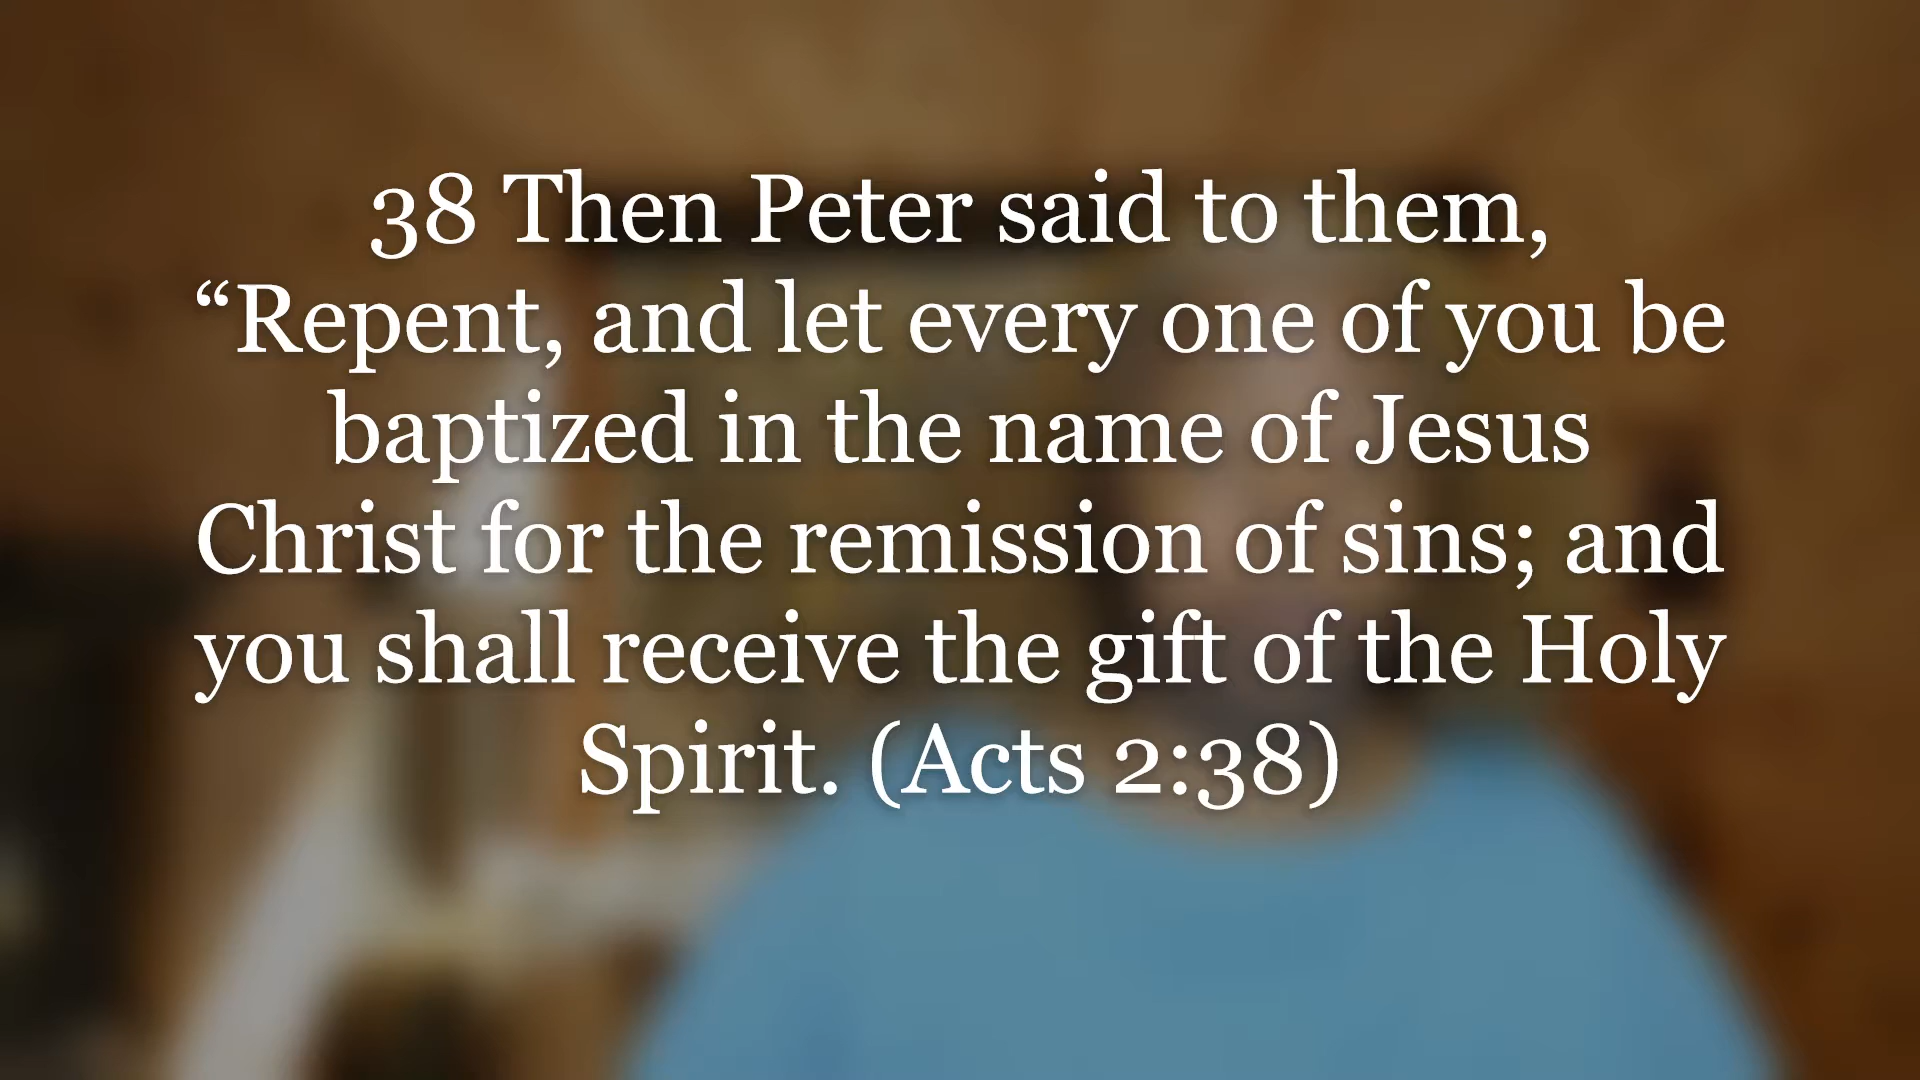 38 Then Peter said to them,
“Repent, and let every one of you be
baptized in the name of Jesus
Christ for the remission of sins; and
you shall receive the gift of the Holy
Spirit. (Acts 2:38)